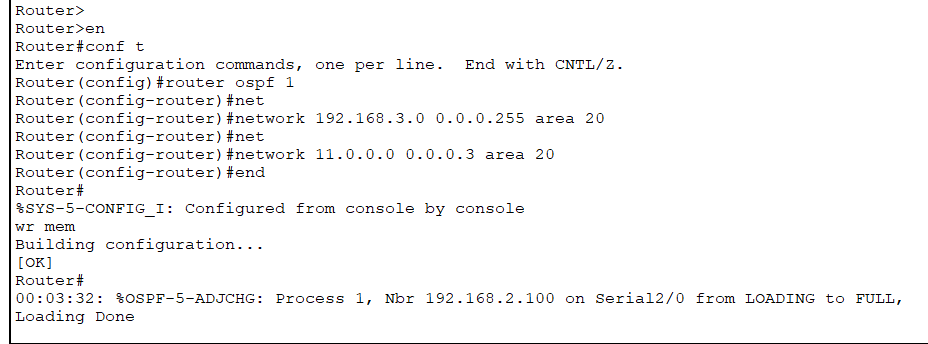 Router>
Router>en
Router#conf t
Enter configuration commands, one per line.  End with CNTL/Z.
Router(config)#router ospf 1
Router(config-router)#net
Router(config-router)#network 192.168.3.0 0.0.0.255 area 20
Router(config-router)#net
Router(config-router)#network 11.0.0.0 0.0.0.3 area 20
Router(config-router)#end
Router#
%SYS-5-CONFIG_I: Configured from console by console
wr mem
Building configuration...
[OK]
Router#
00:03:32: %OSPF-5-ADJCHG: Process 1, Nbr 192.168.2.100 on Serial2/0 from LOADING to FULL,
Loading Done